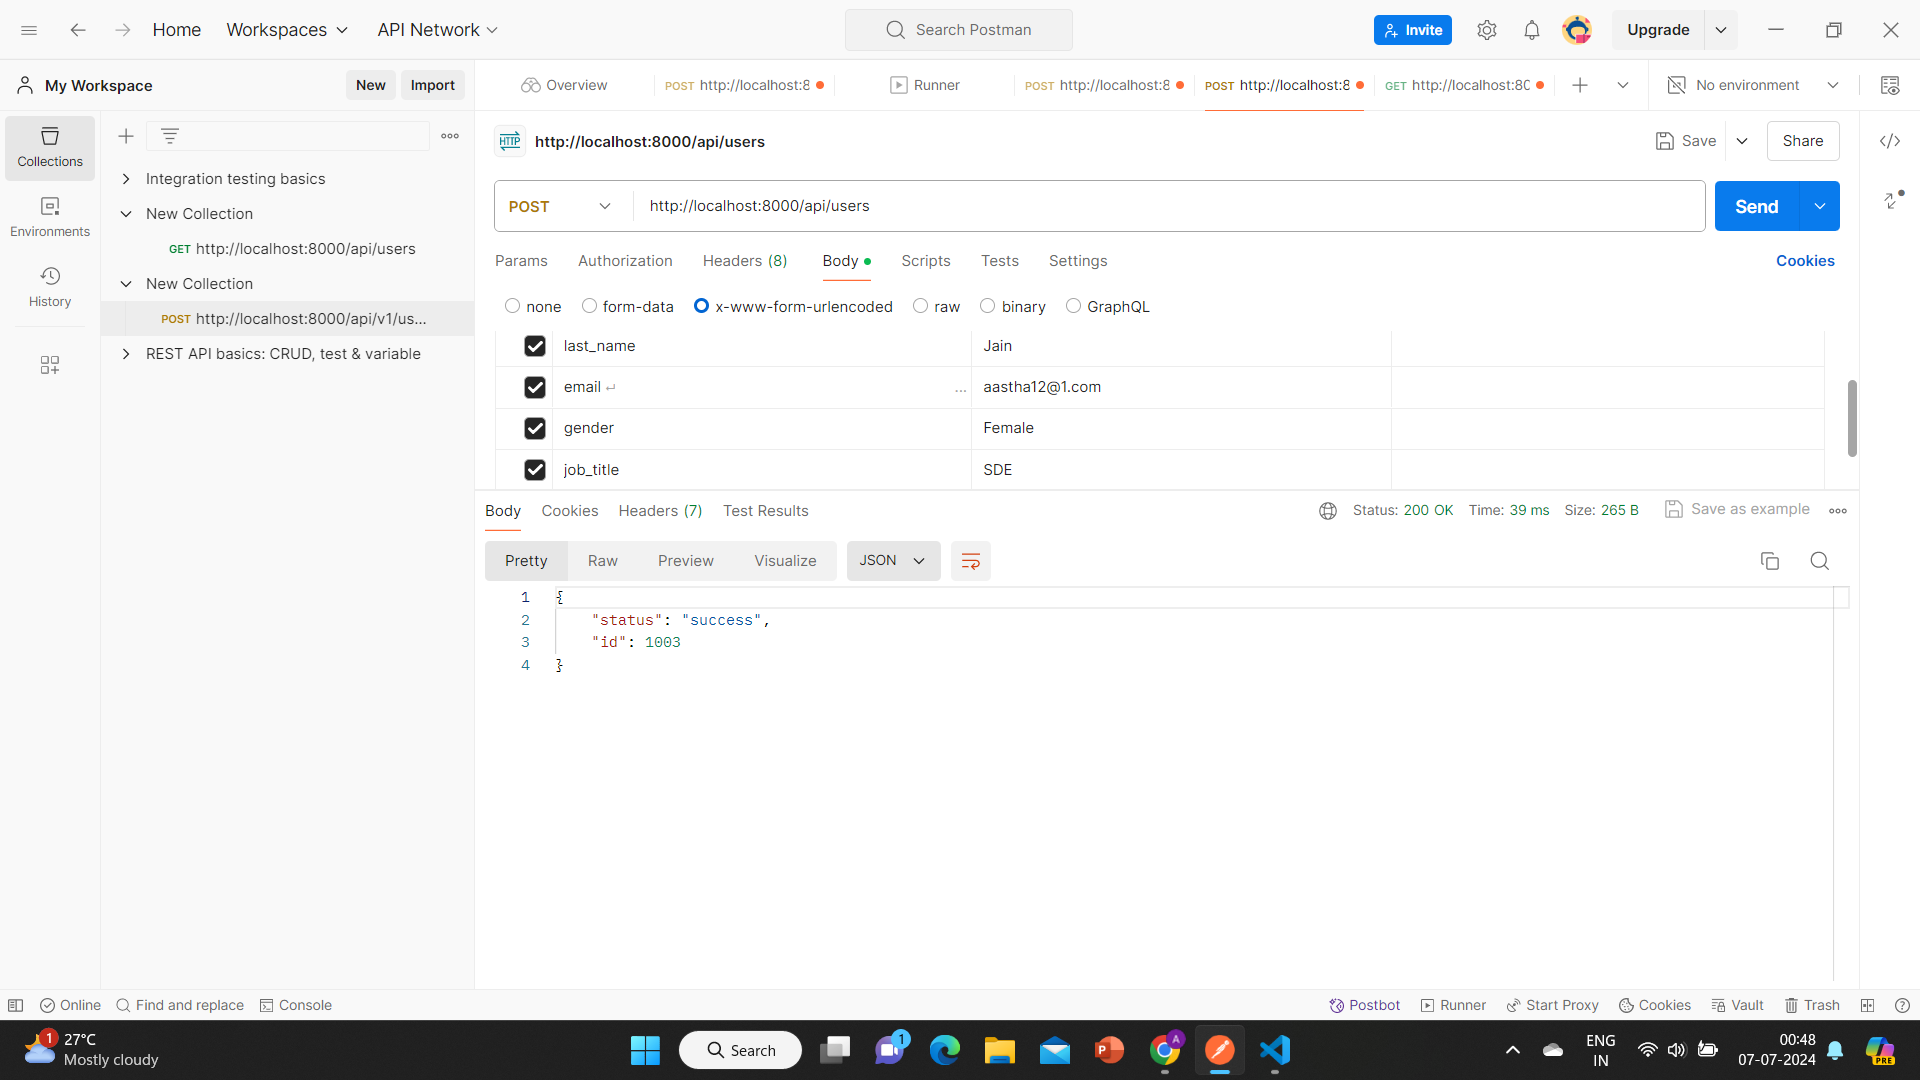 Home Workspaces API Network Search Postman Invite Upgrade
My Workspace New Import Overview POST http://localhost:8 Runner POST http://localhost:8 POST http://localhost:8 GET http://localhost:80 No environment
Collections
Environments
History
Integration testing basics
New Collection
GET http://localhost:8000/api/users
New Collection
POST http://localhost:8000/api/v1/us...
REST API basics: CRUD, test & variable
HTTP http://localhost:8000/api/users Save Share
POST http://localhost:8000/api/users Send
Params Authorization Headers (8) Body Scripts Tests Settings Cookies
none form-data x-www-form-urlencoded raw binary GraphQL
last_name Jain
email ↵ ... aastha12@1.com
gender Female
job_title SDE
Body Cookies Headers (7) Test Results Status: 200 OK Time: 39 ms Size: 265 B Save as example
Pretty Raw Preview Visualize JSON
1 {
2 "status": "success",
3 "id": 1003
4 }
Online Find and replace Console Postbot Runner Start Proxy Cookies Vault Trash
1 27°C
Mostly cloudy
Search
1
P
A
ENG
IN
00:48
07-07-2024
PRE